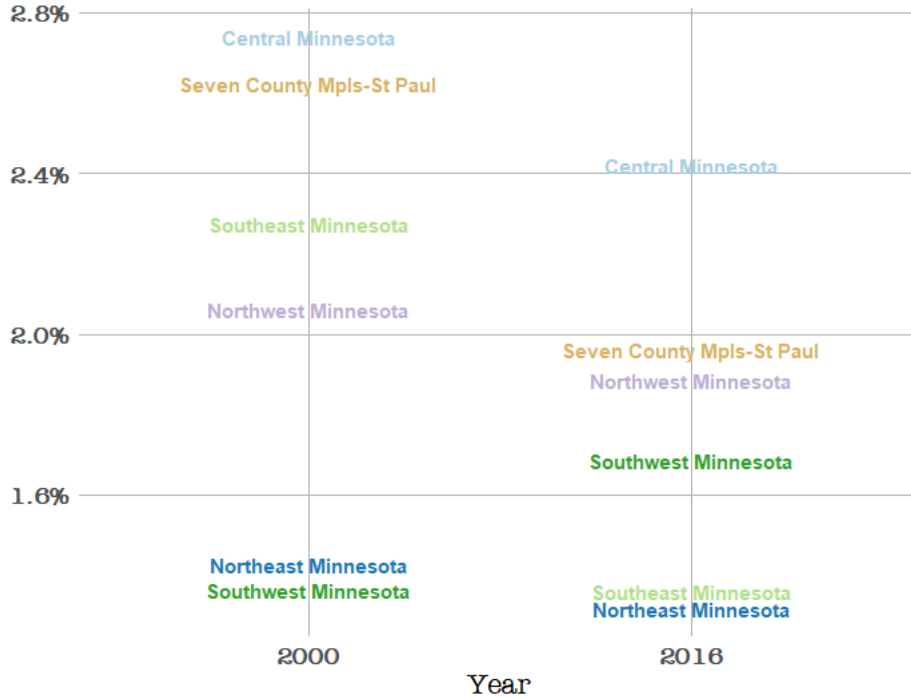 2.8%
Central Minnesota
Seven County Mpls-St Paul
2.4%
Central Minnesota
Southeast Minnesota
Northwest Minnesota
2.0%
Seven County Mpls-St Paul
Northwest Minnesota
Southwest Minnesota
1.6%
Northeast Minnesota
Southwest Minnesota
Southeast Minnesota
Northeast Minnesota
2000 2016
Year